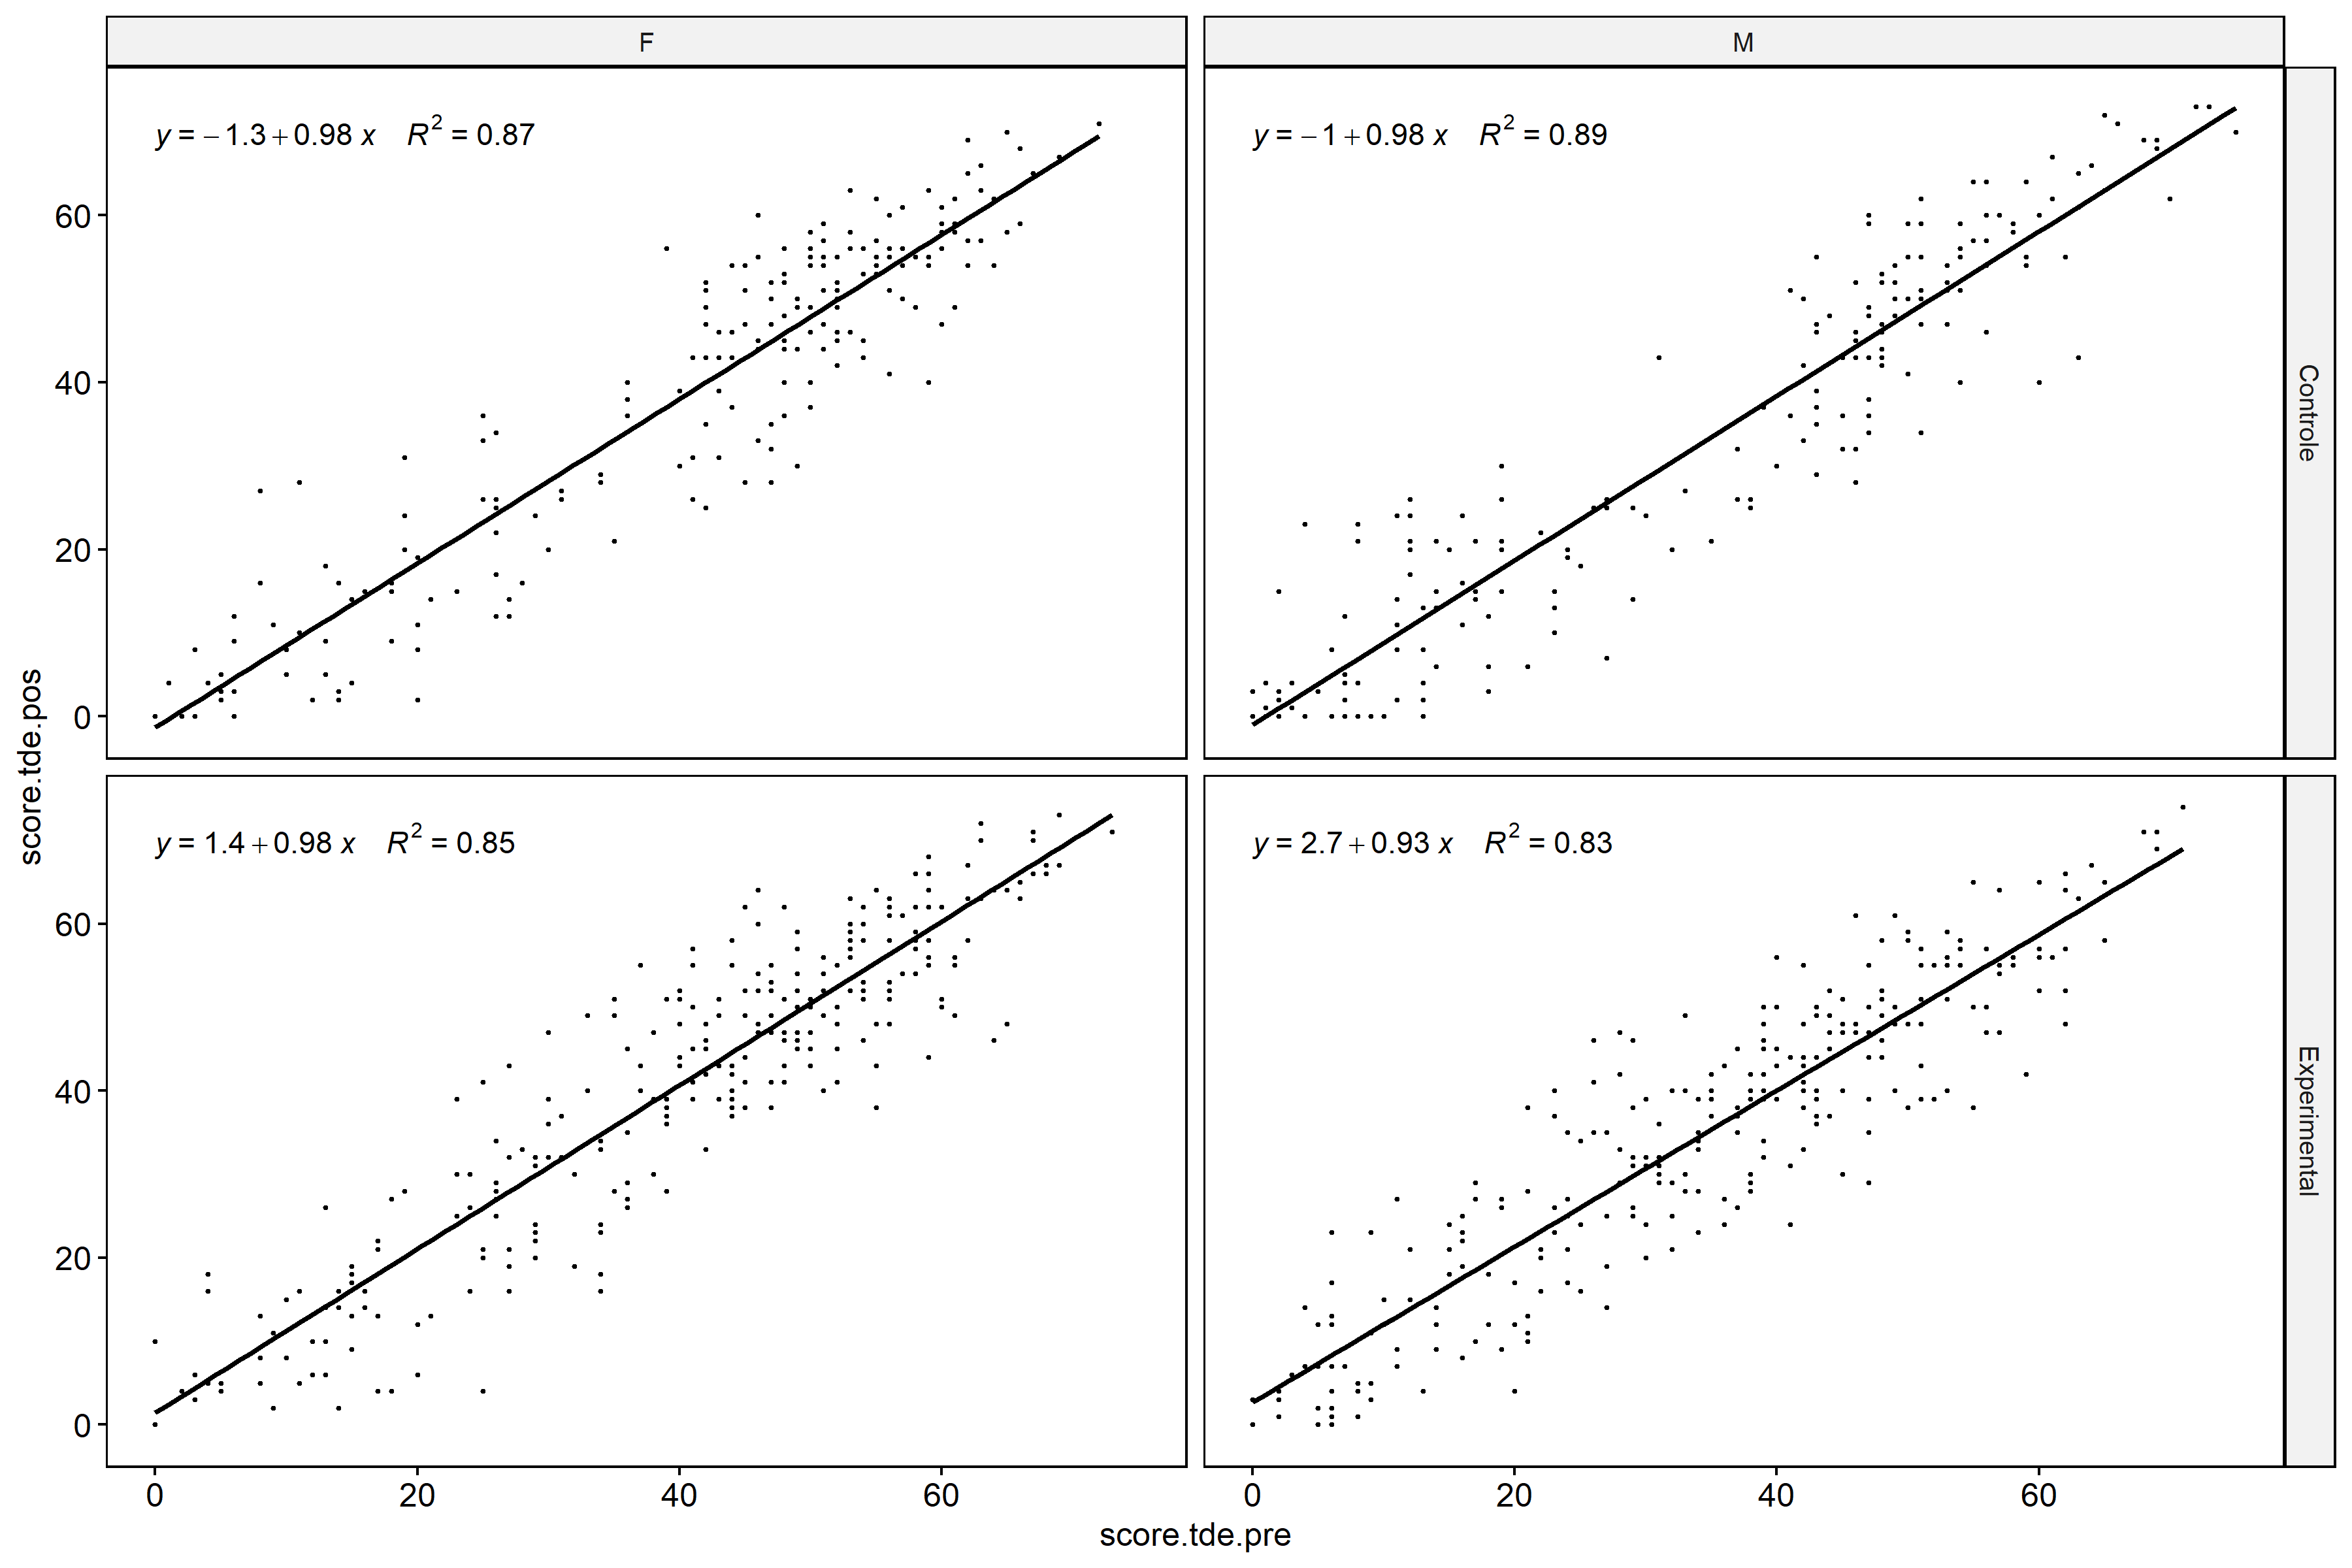 F
M
y = − 1.3 + 0.98 x R² = 0.87
y = − 1 + 0.98 x R² = 0.89
60
40
20
0
Controle
y = 1.4 + 0.98 x R² = 0.85
y = 2.7 + 0.93 x R² = 0.83
60
40
20
0
Experimental
score.tde.pos
0 20 40 60 0 20 40 60
score.tde.pre